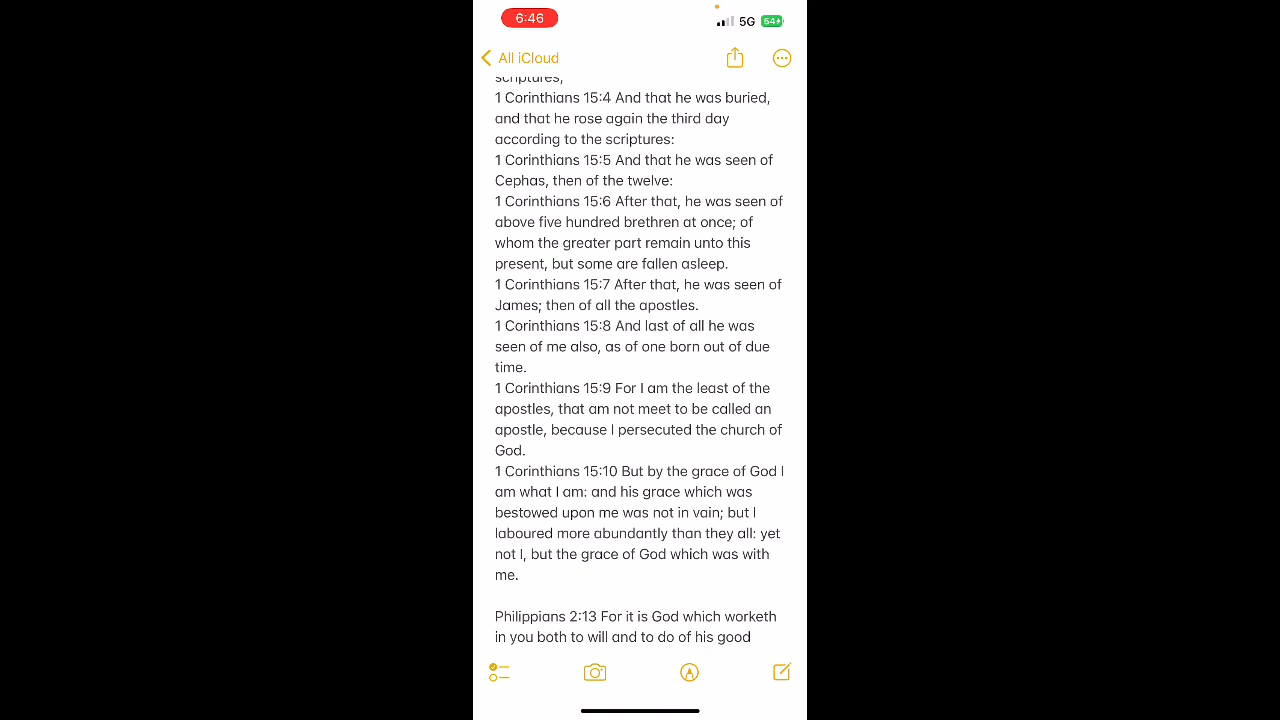 6:46
5G
54
All iCloud
scriptures,
1 Corinthians 15:4 And that he was buried,
and that he rose again the third day
according to the scriptures:
1 Corinthians 15:5 And that he was seen of
Cephas, then of the twelve:
1 Corinthians 15:6 After that, he was seen of
above five hundred brethren at once; of
whom the greater part remain unto this
present, but some are fallen asleep.
1 Corinthians 15:7 After that, he was seen of
James; then of all the apostles.
1 Corinthians 15:8 And last of all he was
seen of me also, as of one born out of due
time.
1 Corinthians 15:9 For I am the least of the
apostles, that am not meet to be called an
apostle, because I persecuted the church of
God.
1 Corinthians 15:10 But by the grace of God I
am what I am: and his grace which was
bestowed upon me was not in vain; but I
laboured more abundantly than they all: yet
not I, but the grace of God which was with
me.
Philippians 2:13 For it is God which worketh
in you both to will and to do of his good